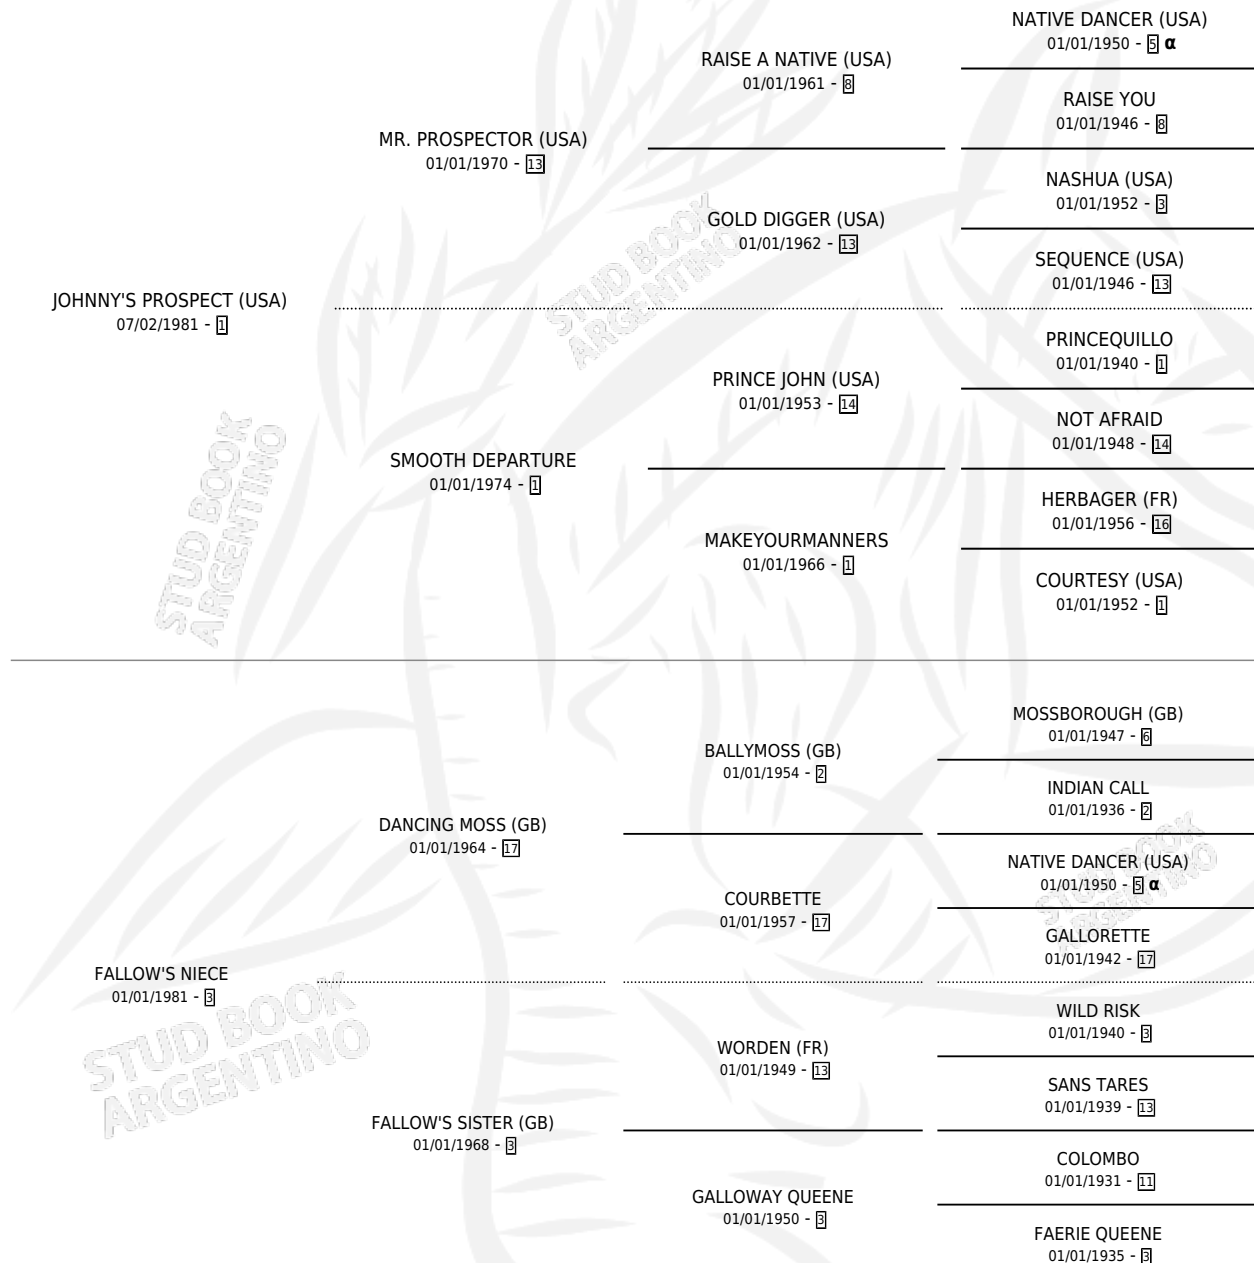 NATIVE DANCER (USA)
01/01/1950 - 5 α
RAISE A NATIVE (USA)
01/01/1961 - 8
RAISE YOU
01/01/1946 - 8
MR. PROSPECTOR (USA)
01/01/1970 - 13
NASHUA (USA)
01/01/1952 - 3
GOLD DIGGER (USA)
01/01/1962 - 13
SEQUENCE (USA)
01/01/1946 - 13
JOHNNY'S PROSPECT (USA)
07/02/1981 - 1
PRINCEQUILLO
01/01/1940 - 1
PRINCE JOHN (USA)
01/01/1953 - 14
NOT AFRAID
01/01/1948 - 14
SMOOTH DEPARTURE
01/01/1974 - 1
HERBAGER (FR)
01/01/1956 - 16
MAKEYOURMANNERS
01/01/1966 - 1
COURTESY (USA)
01/01/1952 - 1
MOSSBOROUGH (GB)
01/01/1947 - 6
BALLYMOSS (GB)
01/01/1954 - 2
INDIAN CALL
01/01/1936 - 2
DANCING MOSS (GB)
01/01/1964 - 17
NATIVE DANCER (USA)
01/01/1950 - 5 α
COURBETTE
01/01/1957 - 17
GALLORETTE
01/01/1942 - 17
FALLOW'S NIECE
01/01/1981 - 3
WILD RISK
01/01/1940 - 3
WORDEN (FR)
01/01/1949 - 13
SANS TARES
01/01/1939 - 13
FALLOW'S SISTER (GB)
01/01/1968 - 3
COLOMBO
01/01/1931 - 11
GALLOWAY QUEENE
01/01/1950 - 3
FAERIE QUEENE
01/01/1935 - 3
STUD BOOK
ARGENTINO
STUD BOOK
ARGENTINO
STUD BOOK
ARGENTINO
STUD BOOK
ARGENTINO